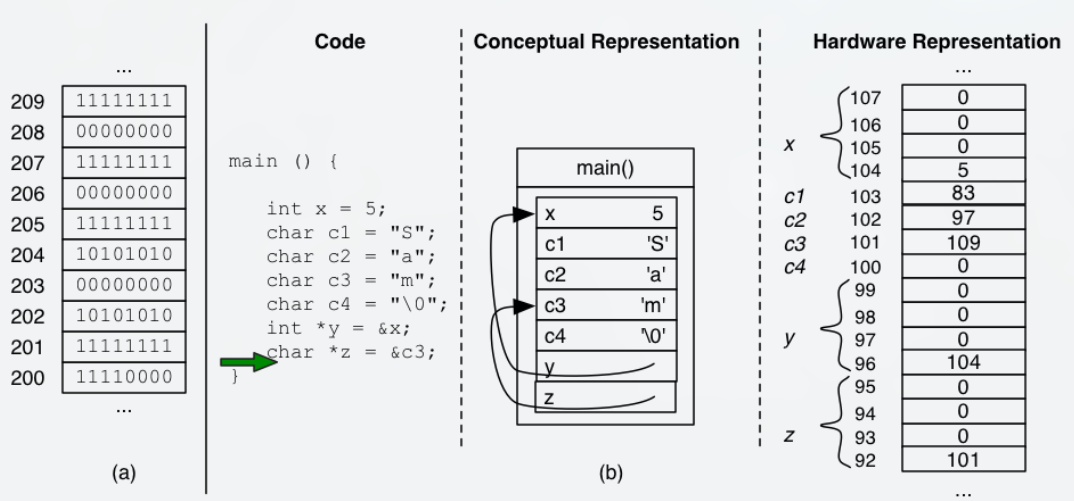 ...
209 11111111
208 00000000
207 11111111
206 00000000
205 11111111
204 10101010
203 00000000
202 10101010
201 11111111
200 11110000
...
(a)
Code
main () {
int x = 5;
char c1 = "S";
char c2 = "a";
char c3 = "m";
char c4 = "\0";
int *y = &x;
char *z = &c3;
}
Conceptual Representation
main()
x 5
c1 'S'
c2 'a'
c3 'm'
c4 '\0'
y
z
(b)
Hardware Representation
...
107 0
106 0
x 105 0
104 5
c1 103 83
c2 102 97
c3 101 109
c4 100 0
99 0
98 0
y 97 0
96 104
95 0
94 0
z 93 0
92 101
...